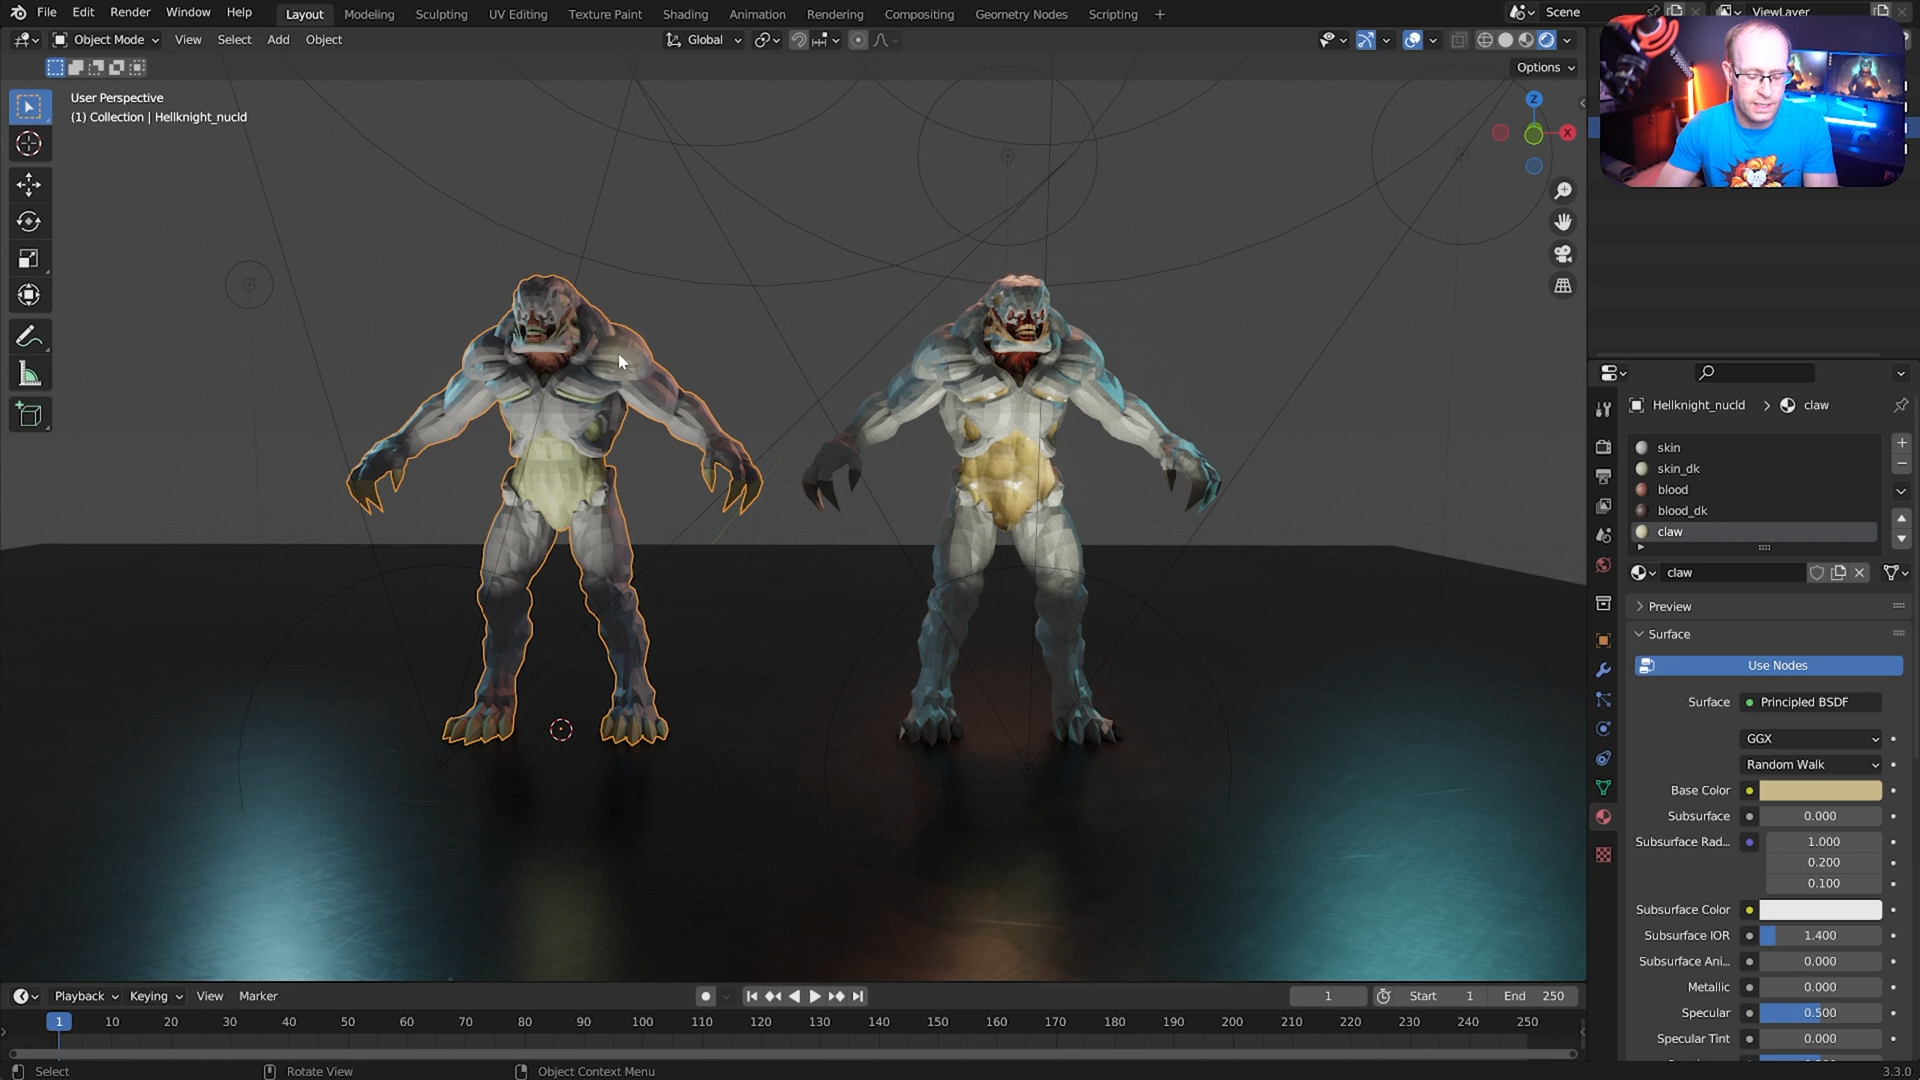 File Edit Render Window Help Layout Modeling Sculpting UV Editing Texture Paint Shading Animation Rendering Compositing Geometry Nodes Scripting + Scene ViewLayer
Object Mode View Select Add Object Global
Options
User Perspective
(1) Collection | Hellknight_nucld
Z
X
Hellknight_nucld > claw
skin
skin_dk
blood
blood_dk
claw
claw
Preview
Surface
Use Nodes
Surface Principled BSDF
GGX
Random Walk
Base Color
Subsurface 0.000
Subsurface Rad... 1.000
0.200
0.100
Subsurface Color
Subsurface IOR 1.400
Subsurface Ani... 0.000
Metallic 0.000
Specular 0.500
Specular Tint 0.000
Playback Keying View Marker 1 Start 1 End 250
1 10 20 30 40 50 60 70 80 90 100 110 120 130 140 150 160 170 180 190 200 210 220 230 240 250
Select Rotate View Object Context Menu 3.3.0